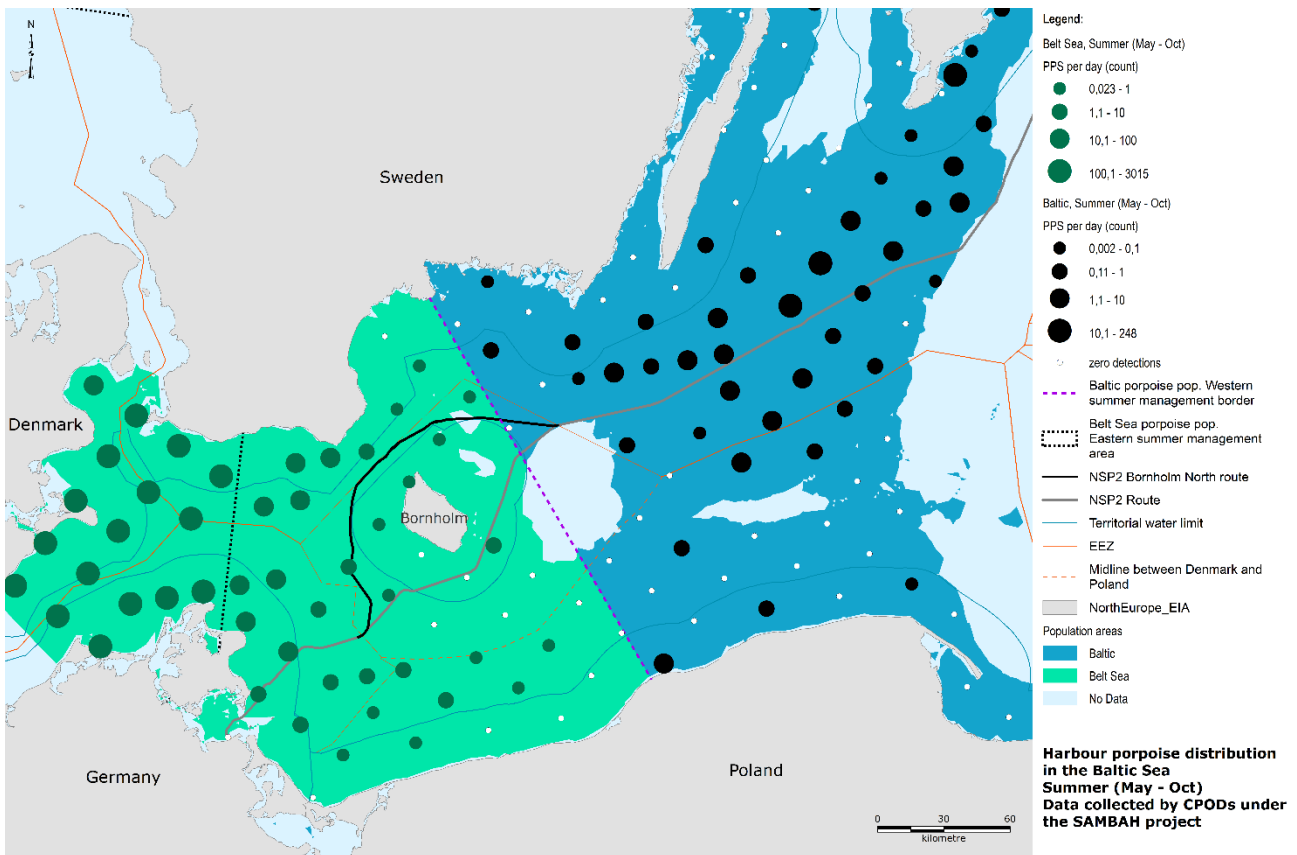 N
Sweden
Denmark
Bornholm
Germany
Poland
0 30 60
kilometre
Legend:
Belt Sea, Summer (May - Oct)
PPS per day (count)
0,023 - 1
1,1 - 10
10,1 - 100
100,1 - 3015
Baltic, Summer (May - Oct)
PPS per day (count)
0,002 - 0,1
0,11 - 1
1,1 - 10
10,1 - 248
zero detections
Baltic porpoise pop. Western
summer management border
Belt Sea porpoise pop.
Eastern summer management
area
NSP2 Bornholm North route
NSP2 Route
Territorial water limit
EEZ
Midline between Denmark and
Poland
NorthEurope_EIA
Population areas
Baltic
Belt Sea
No Data
Harbour porpoise distribution
in the Baltic Sea
Summer (May - Oct)
Data collected by CPODs under
the SAMBAH project